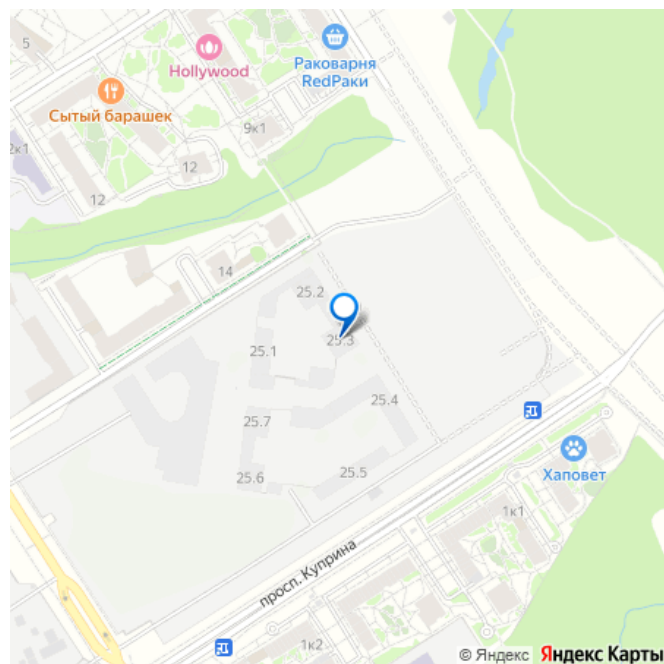 5
Hollywood
Раковарня
RedРаки
Сытый барашек
9к1
2к1
12
12
14
25.2
25.3
25.1
25.4
25.7
25.6
25.5
Хаповет
1к1
просп. Куприна
1к2
© Яндекс Яндекс Карты